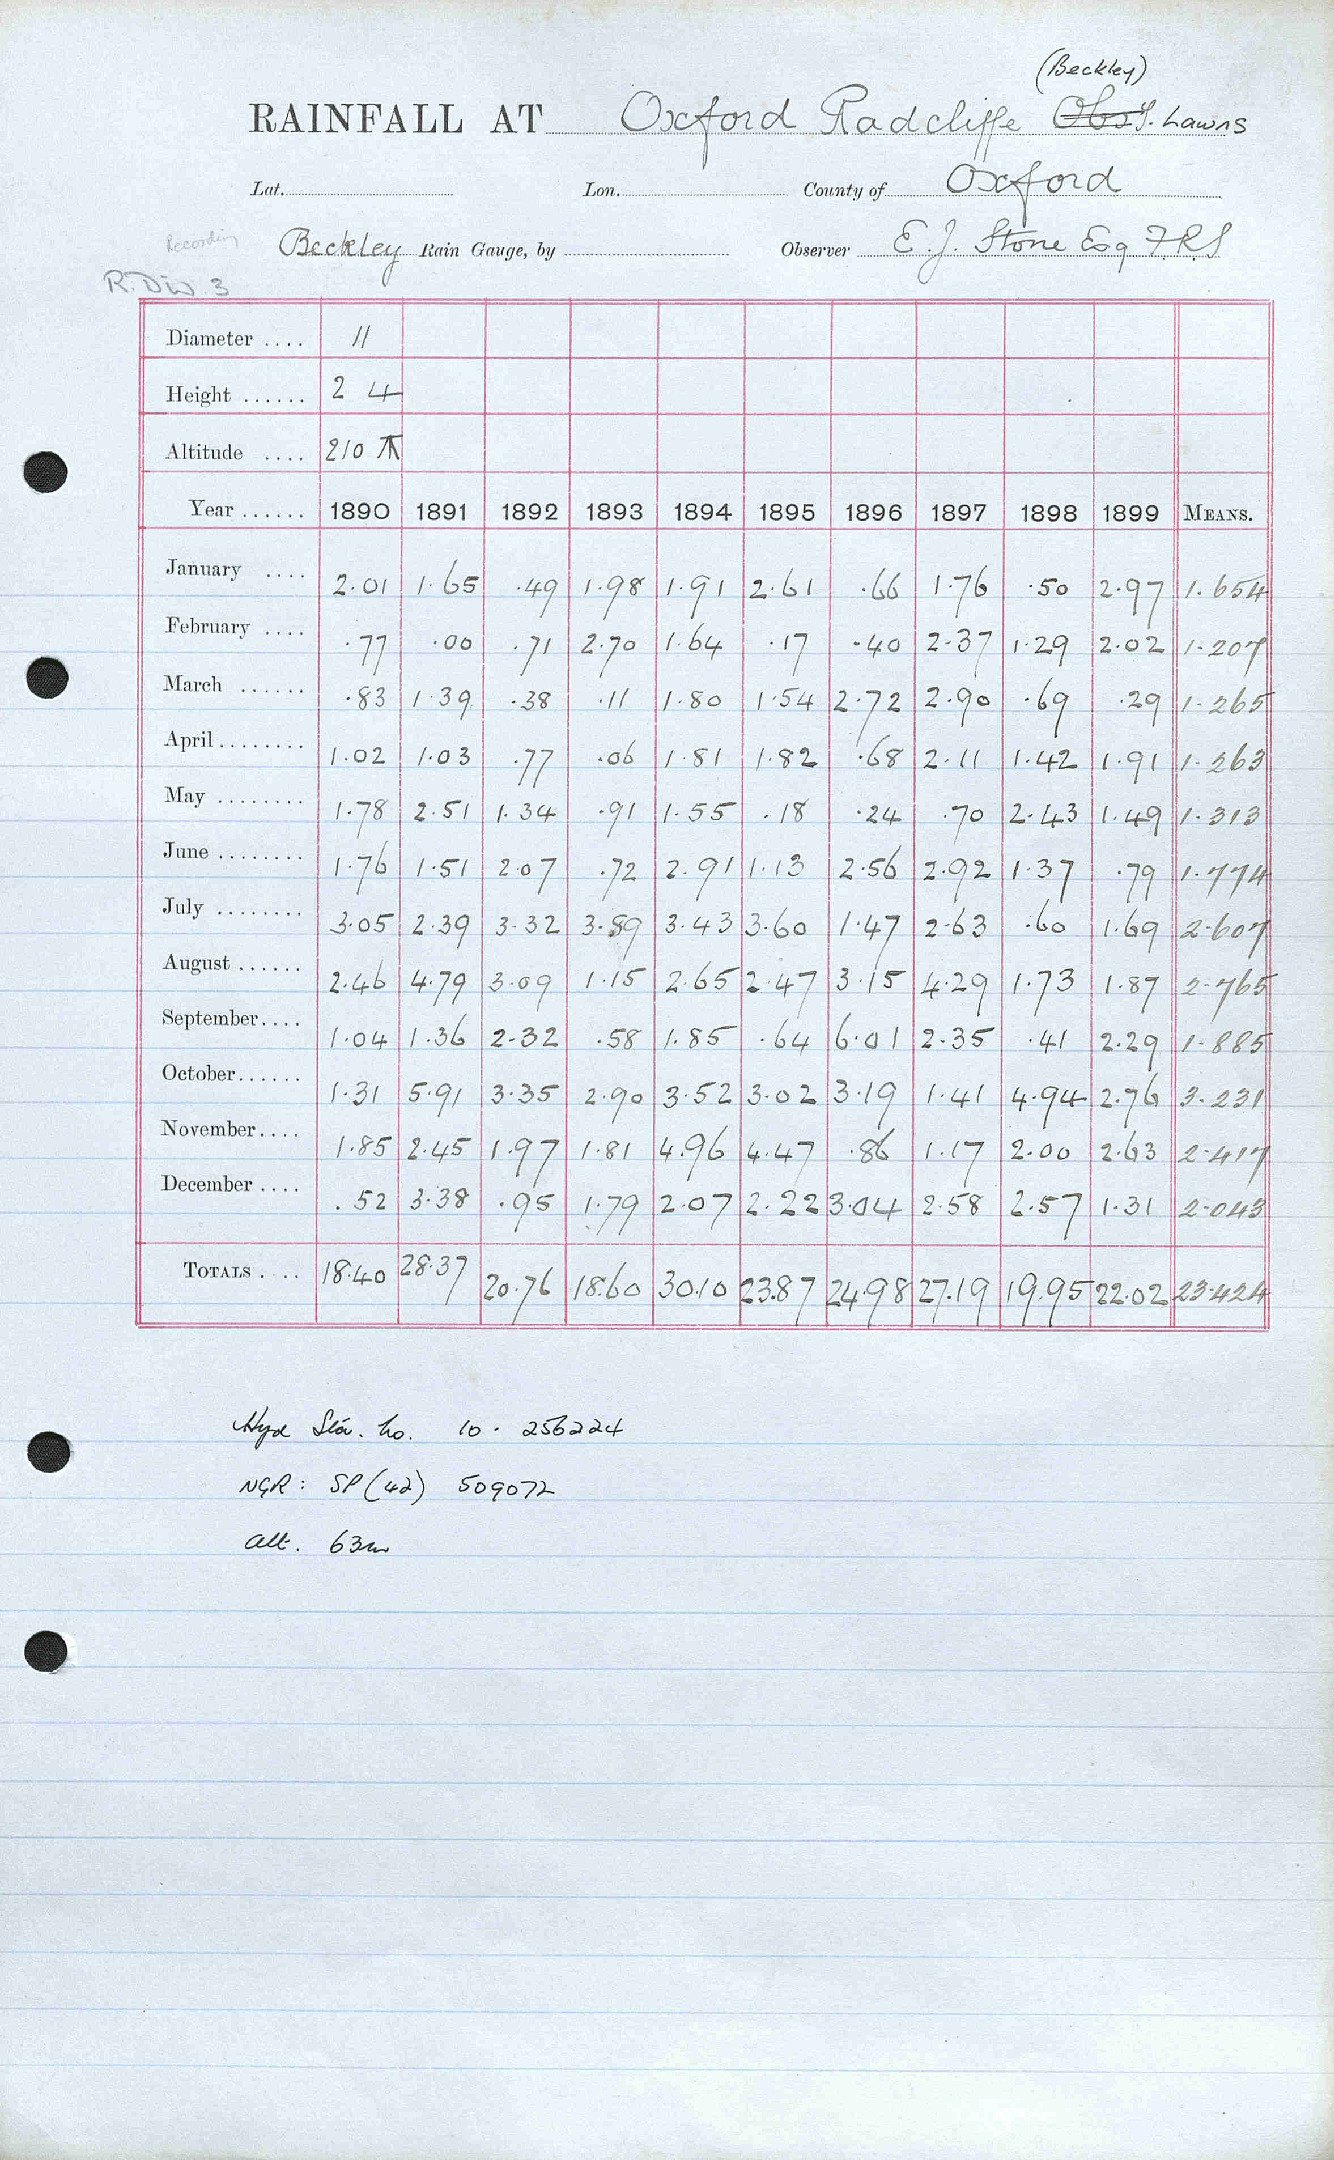 (Beckley)
RAINFALL AT Oxford Radcliffe Obsy. Lawns
Lat. Lon. County of Oxford
Recording Beckley Rain Gauge, by Observer E. J. Stone Esq F.R.S
R. Div 3
Diameter .... 11
Height ...... 2 4
Altitude .... 210 ft
Year ...... 1890 1891 1892 1893 1894 1895 1896 1897 1898 1899 MEANS.
January .... 2.01 1.65 .49 1.98 1.91 2.61 .66 1.76 .50 2.97 1.654
February .... .77 .00 .71 2.70 1.64 .17 .40 2.37 1.29 2.02 1.207
March ...... .83 1.39 .38 .11 1.80 1.54 2.72 2.90 .69 .29 1.265
April ........ 1.02 1.03 .77 .06 1.81 1.82 .68 2.11 1.42 1.91 1.263
May ........ 1.78 2.51 1.34 .91 1.55 .18 .24 .70 2.43 1.49 1.313
June ........ 1.76 1.51 2.07 .72 2.91 1.13 2.56 2.92 1.37 .79 1.774
July ........ 3.05 2.39 3.32 3.89 3.43 3.60 1.47 2.63 .60 1.69 2.607
August ...... 2.46 4.79 3.09 1.15 2.65 2.47 3.15 4.29 1.73 1.87 2.765
September .... 1.04 1.36 2.32 .58 1.85 .64 6.01 2.35 .41 2.29 1.885
October ...... 1.31 5.91 3.35 2.90 3.52 3.02 3.19 1.41 4.94 2.76 3.231
November .... 1.85 2.45 1.97 1.81 4.96 4.47 .86 1.17 2.00 2.63 2.417
December .... .52 3.38 .95 1.79 2.07 2.22 3.04 2.58 2.57 1.31 2.043
TOTALS .... 18.40 28.37 20.76 18.60 30.10 23.87 24.98 27.19 19.95 22.02 23.424
Hyd Stn. No. 10. 256224
NGR: SP (42) 509072
Alt. 63m